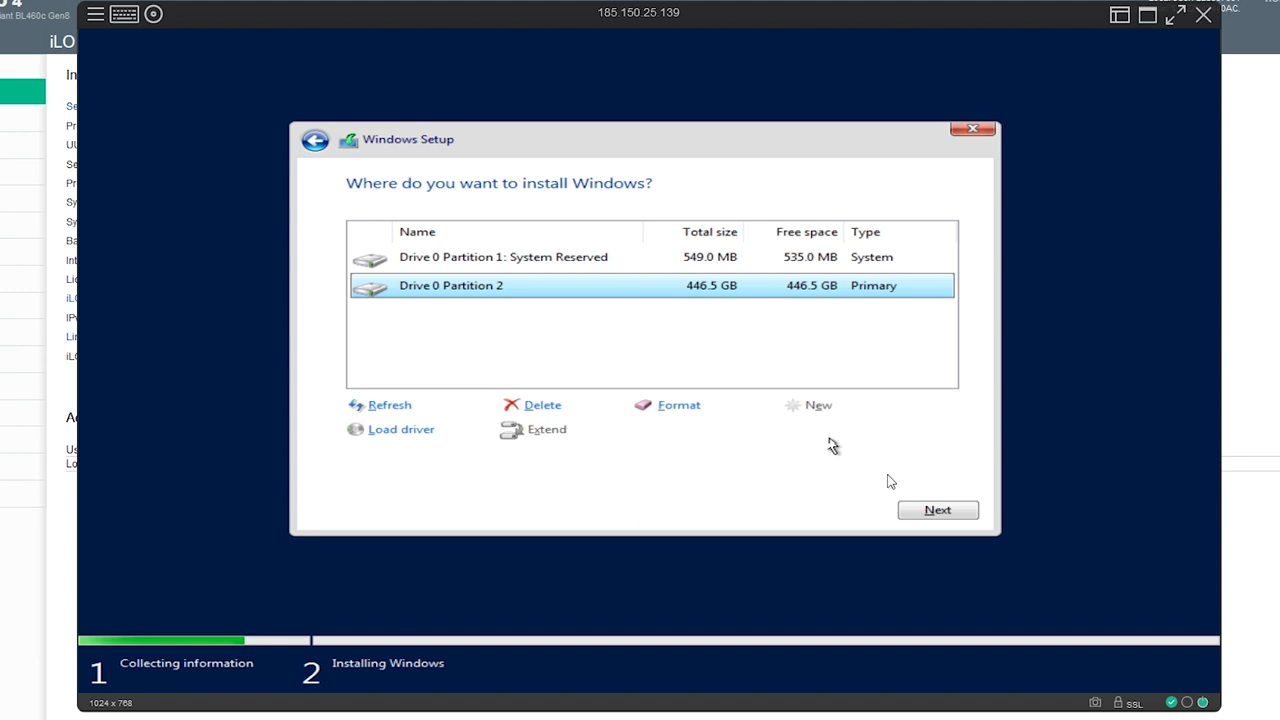 185.150.25.139
iant BL460c Gen8
iLO
Windows Setup
Where do you want to install Windows?
Name Total size Free space Type
Drive 0 Partition 1: System Reserved 549.0 MB 535.0 MB System
Drive 0 Partition 2 446.5 GB 446.5 GB Primary
Refresh Delete Format New
Load driver Extend
Next
1 Collecting information 2 Installing Windows
1024 x 768 SSL